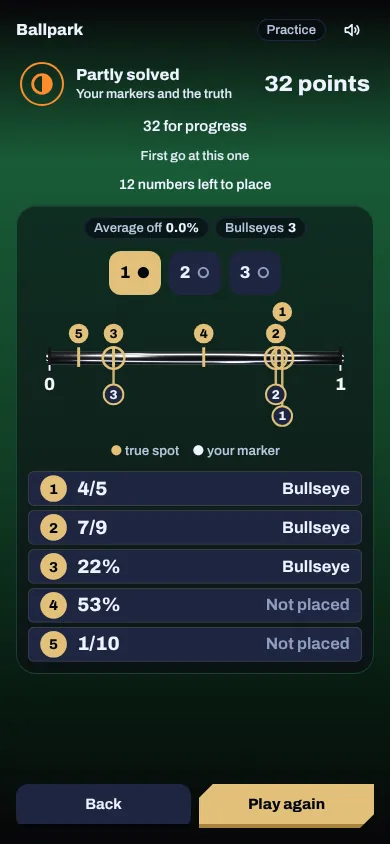 Ballpark
Practice
Partly solved
Your markers and the truth
32 points
32 for progress
First go at this one
12 numbers left to place
Average off 0.0%
Bullseyes 3
1
2
3
1
5
3
4
2
0
1
3
2
1
true spot
your marker
1 4/5 Bullseye
2 7/9 Bullseye
3 22% Bullseye
4 53% Not placed
5 1/10 Not placed
Back
Play again